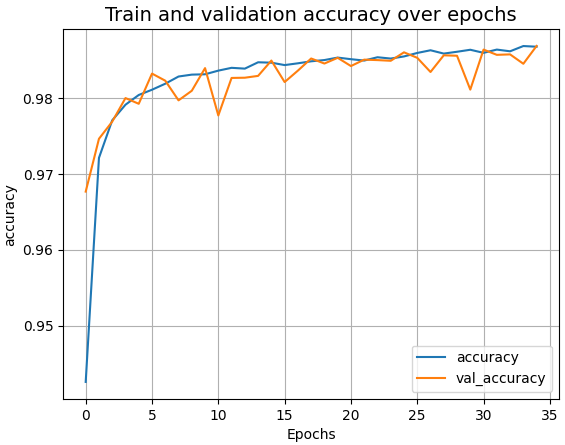 Train and validation accuracy over epochs
accuracy
0.98
0.97
0.96
0.95
0 5 10 15 20 25 30 35
Epochs
accuracy
val_accuracy